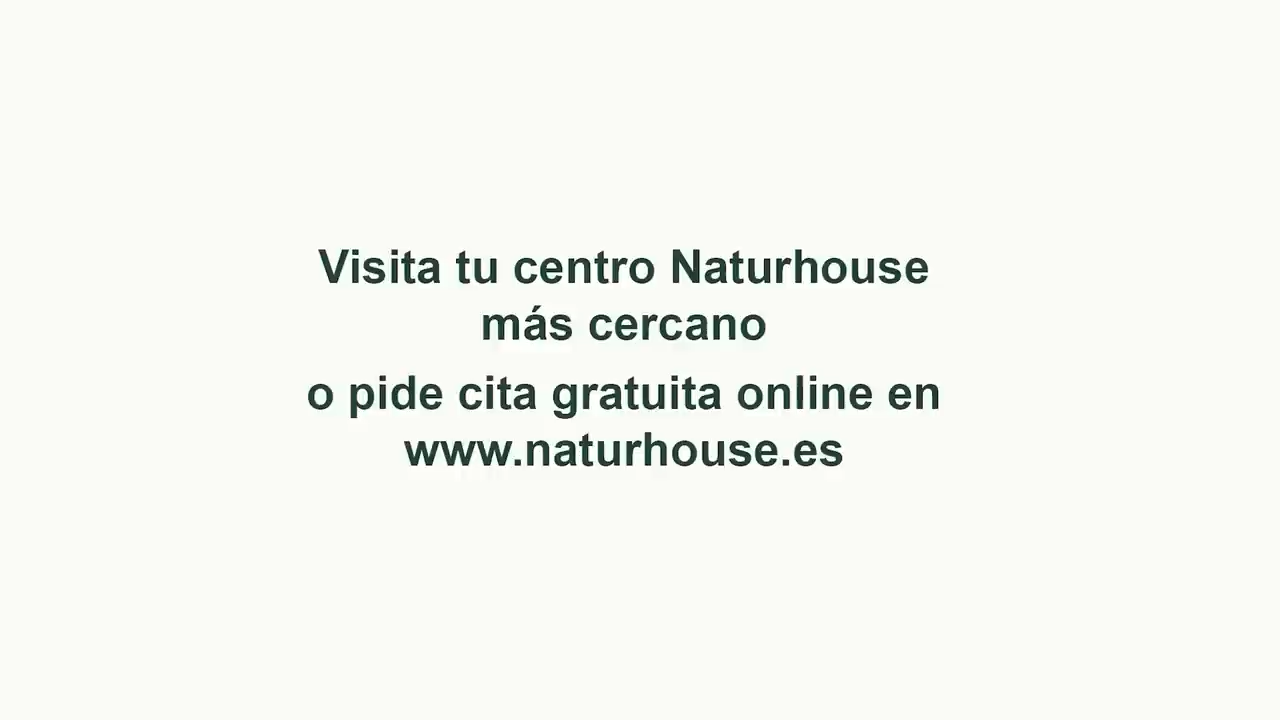 Visita tu centro Naturhouse
más cercano
o pide cita gratuita online en
www.naturhouse.es